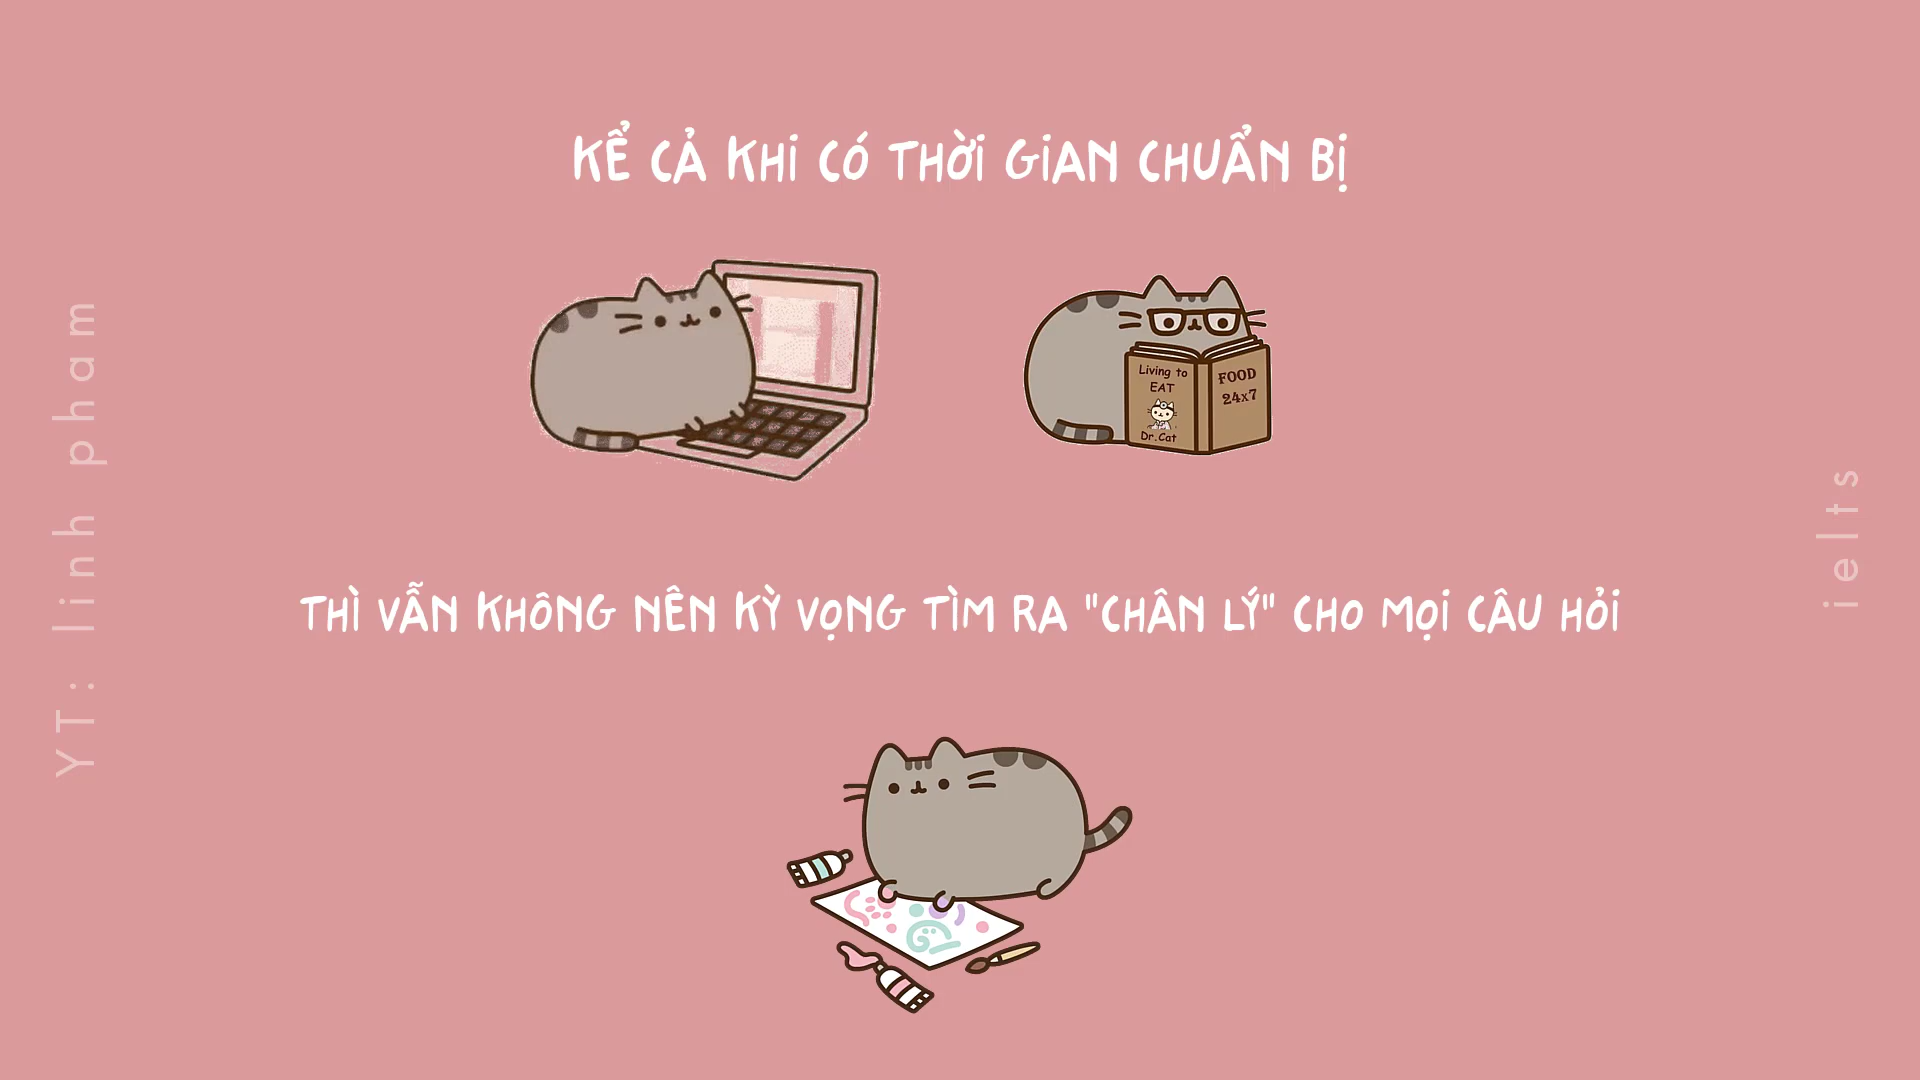 KỂ CẢ KHI CÓ THỜI GIAN CHUẨN BỊ
Living to
EAT
Dr.Cat
FOOD
24x7
THÌ VẪN KHÔNG NÊN KỲ VỌNG TÌM RA "CHÂN LÝ" CHO MỌI CÂU HỎI
YT: linh pham
ielts